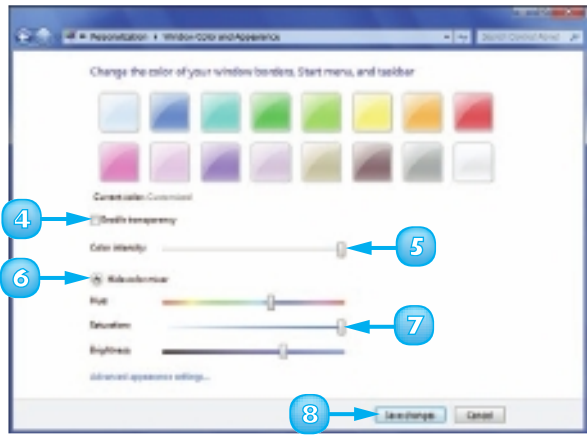 Personalization Window Color and Appearance Search Control Panel
Change the color of your window borders, Start menu, and taskbar
Current color: Customized
4 Enable transparency
Color intensity: 5
6 Hide color mixer
Hue:
Saturation: 7
Brightness:
Advanced appearance settings...
8 Save changes Cancel